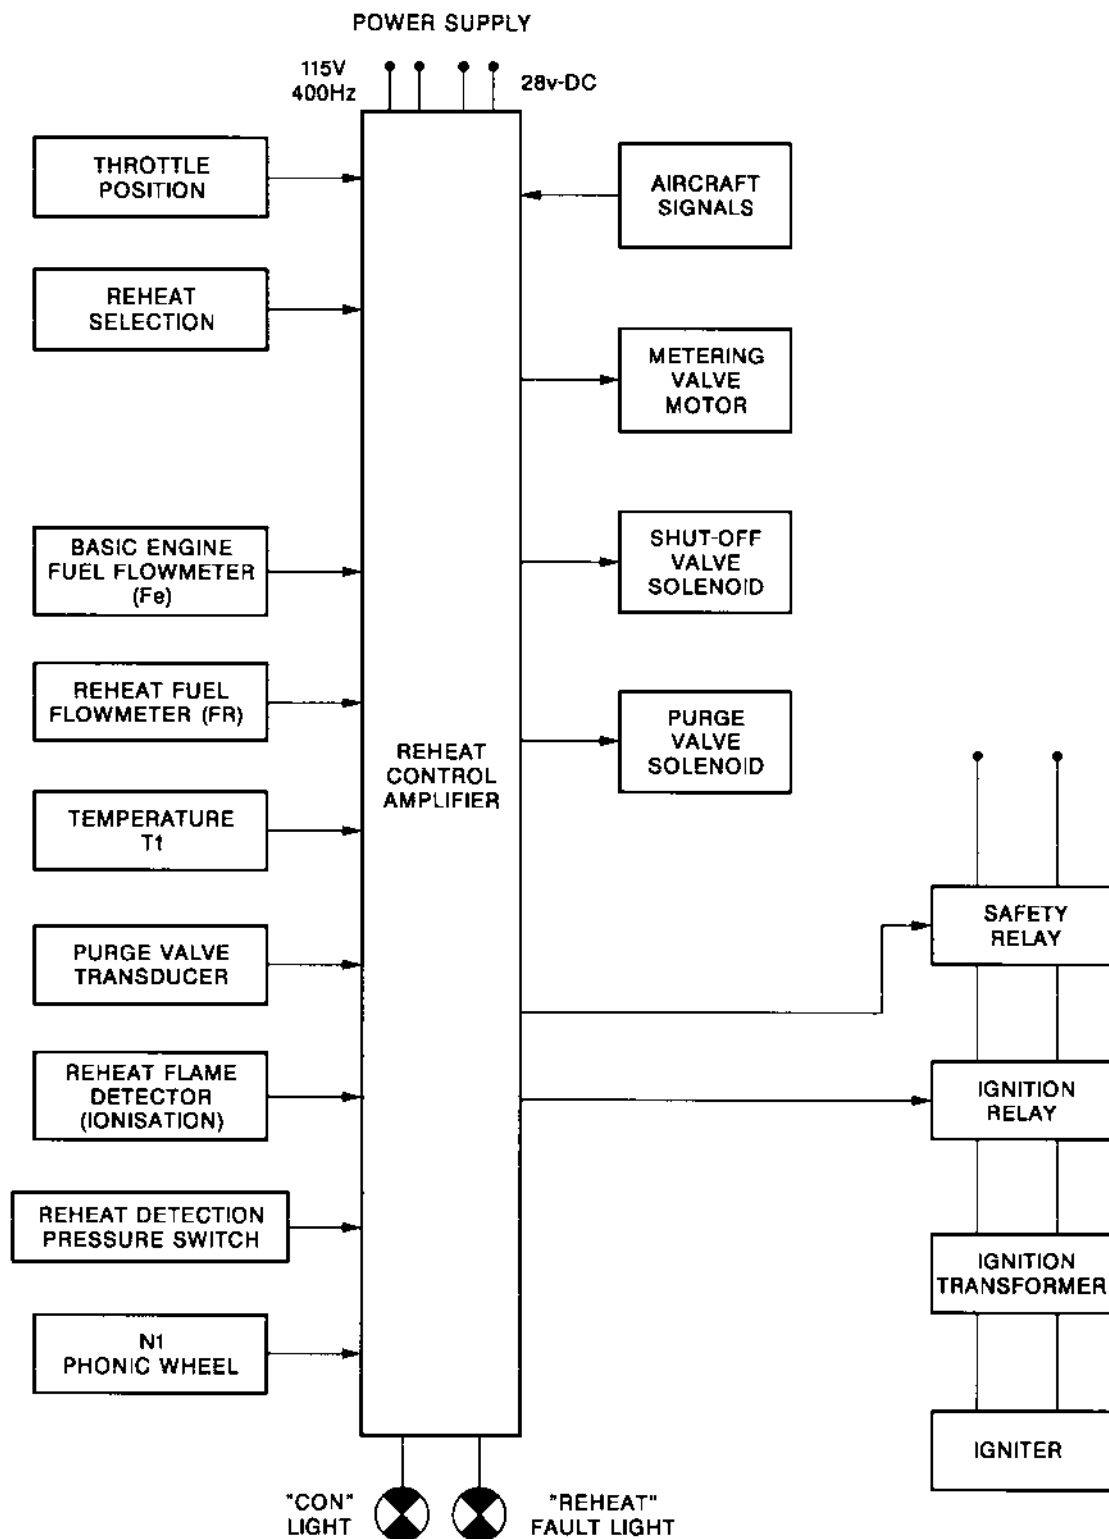 POWER SUPPLY
115V
400Hz
28v-DC
THROTTLE
POSITION
REHEAT
SELECTION
BASIC ENGINE
FUEL FLOWMETER
(Fe)
REHEAT FUEL
FLOWMETER (FR)
TEMPERATURE
T1
PURGE VALVE
TRANSDUCER
REHEAT FLAME
DETECTOR
(IONISATION)
REHEAT DETECTION
PRESSURE SWITCH
N1
PHONIC WHEEL
REHEAT
CONTROL
AMPLIFIER
AIRCRAFT
SIGNALS
METERING
VALVE
MOTOR
SHUT-OFF
VALVE
SOLENOID
PURGE
VALVE
SOLENOID
SAFETY
RELAY
IGNITION
RELAY
IGNITION
TRANSFORMER
IGNITER
"CON"
LIGHT
"REHEAT"
FAULT LIGHT